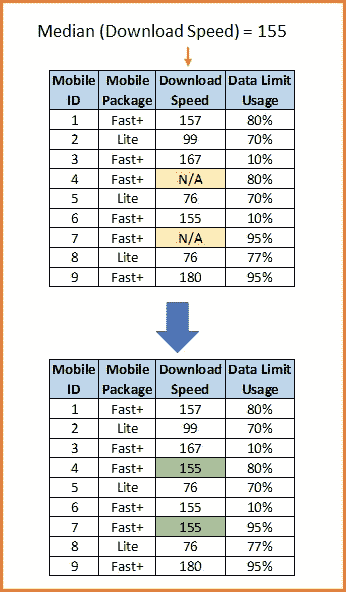 Median (Download Speed) = 155
Mobile ID Mobile Package Download Speed Data Limit Usage
1 Fast+ 157 80%
2 Lite 99 70%
3 Fast+ 167 10%
4 Fast+ N/A 80%
5 Lite 76 70%
6 Fast+ 155 10%
7 Fast+ N/A 95%
8 Lite 76 77%
9 Fast+ 180 95%
Mobile ID Mobile Package Download Speed Data Limit Usage
1 Fast+ 157 80%
2 Lite 99 70%
3 Fast+ 167 10%
4 Fast+ 155 80%
5 Lite 76 70%
6 Fast+ 155 10%
7 Fast+ 155 95%
8 Lite 76 77%
9 Fast+ 180 95%